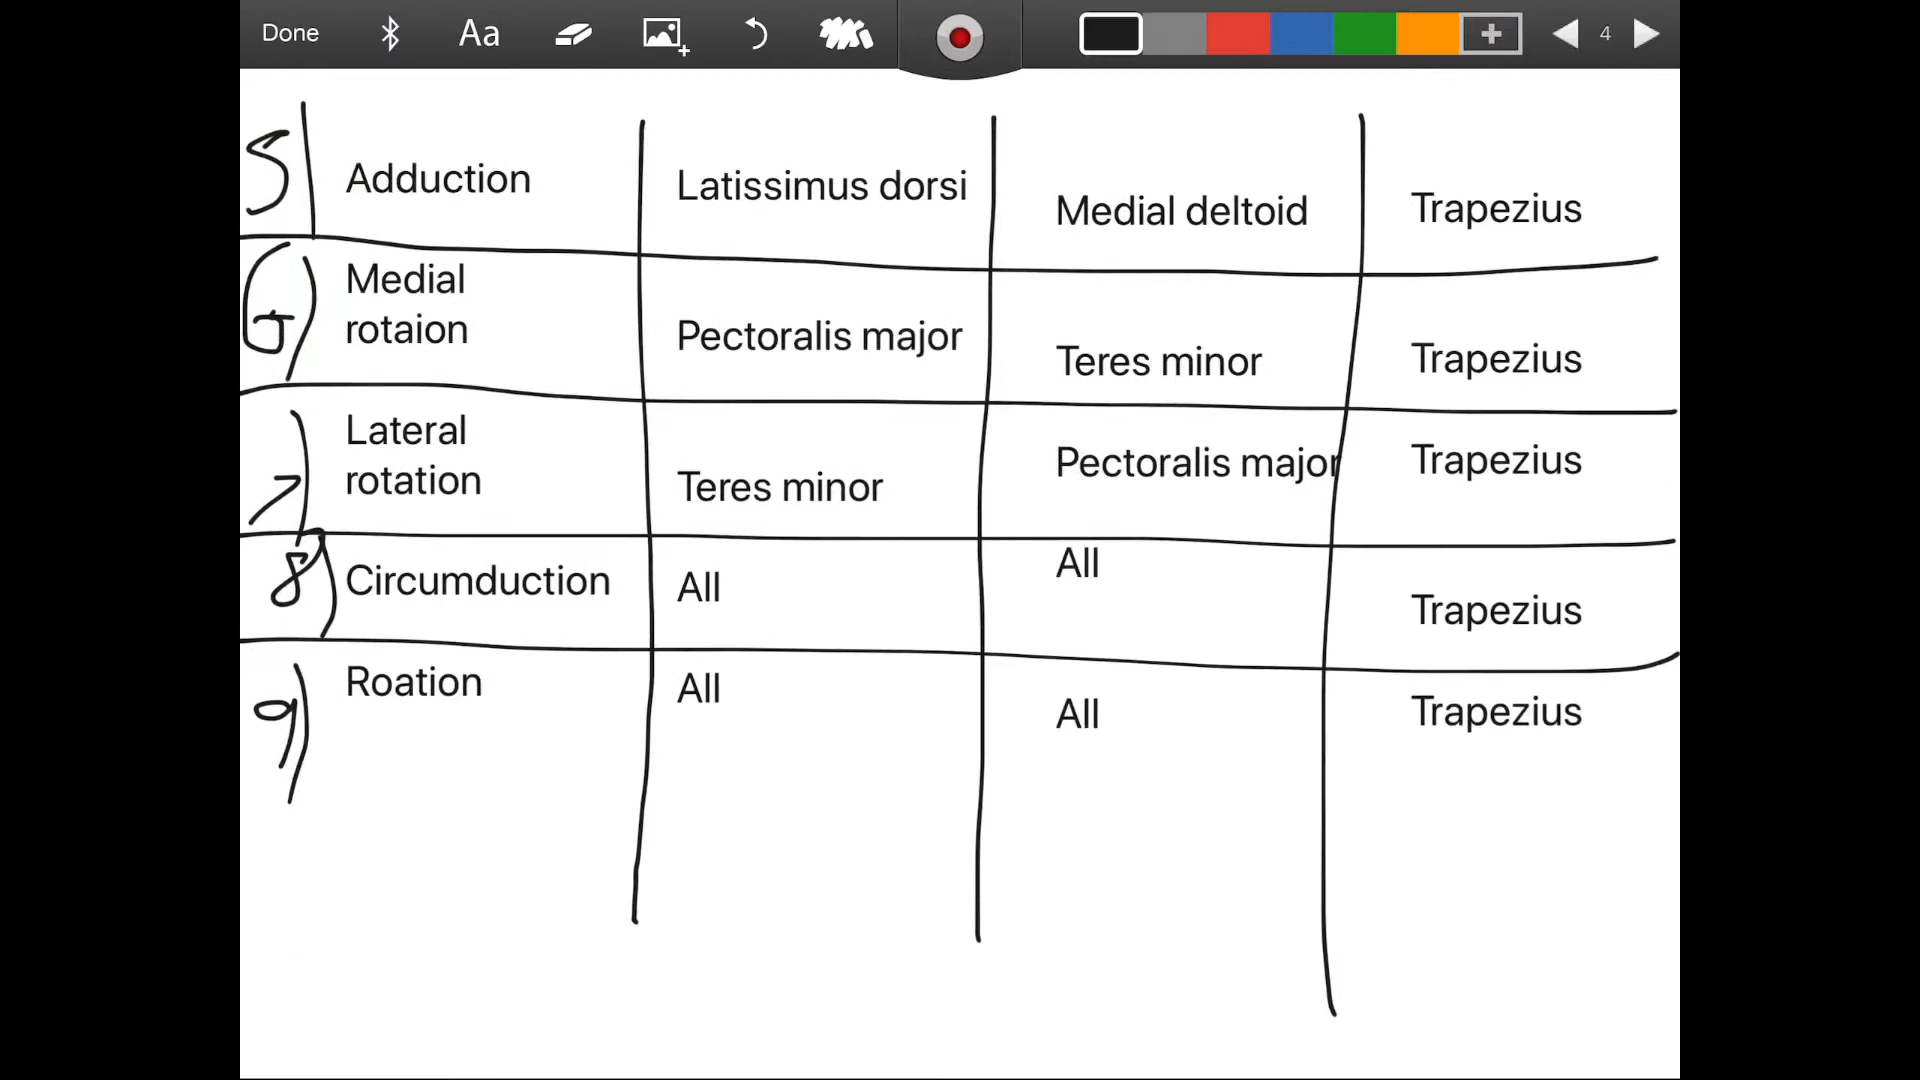 Done Aa 4
5 Adduction Latissimus dorsi Medial deltoid Trapezius
6) Medial
rotaion Pectoralis major Teres minor Trapezius
7) Lateral
rotation Teres minor Pectoralis major Trapezius
8) Circumduction All All Trapezius
9) Roation All All Trapezius